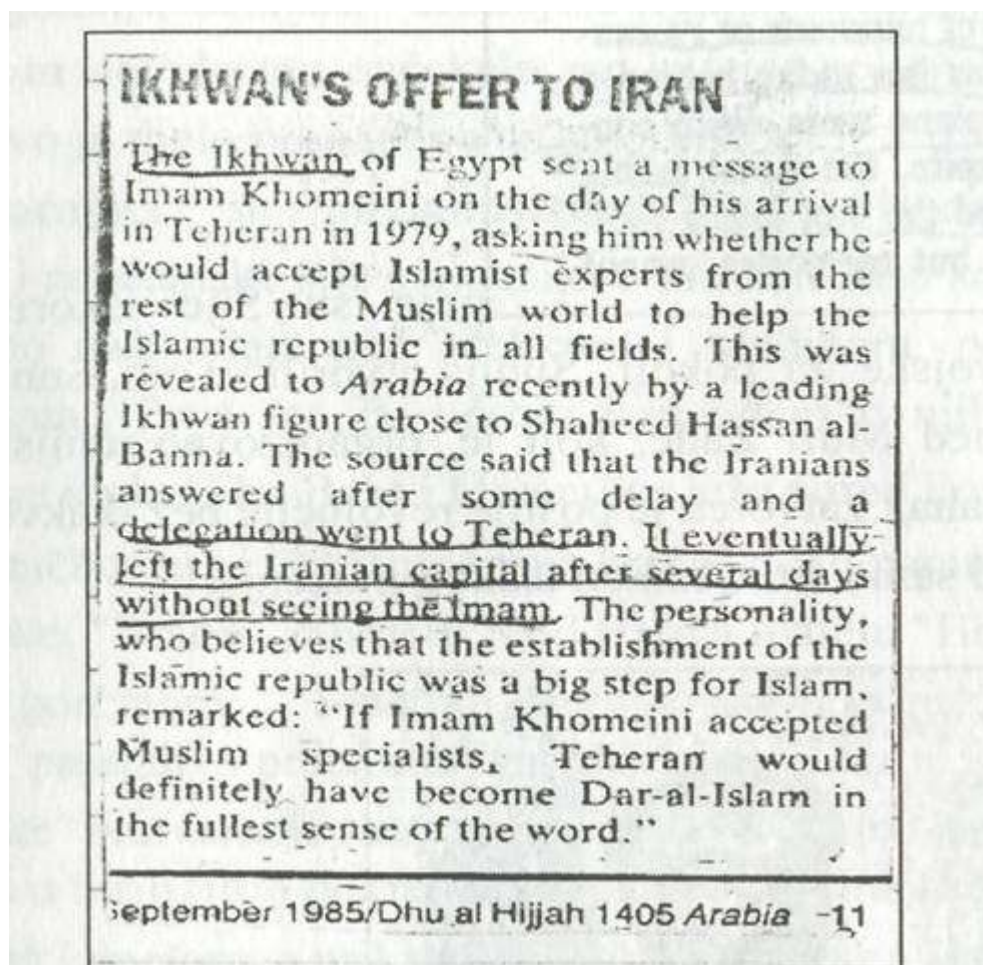 IKHWAN'S OFFER TO IRAN
The Ikhwan of Egypt sent a message to
Imam Khomeini on the day of his arrival
in Teheran in 1979, asking him whether he
would accept Islamist experts from the
rest of the Muslim world to help the
Islamic republic in all fields. This was
revealed to Arabia recently by a leading
Ikhwan figure close to Shaheed Hassan al-
Banna. The source said that the Iranians
answered after some delay and a
delegation went to Teheran. It eventually
left the Iranian capital after several days
without seeing the Imam. The personality,
who believes that the establishment of the
Islamic republic was a big step for Islam,
remarked: "If Imam Khomeini accepted
Muslim specialists, Teheran would
definitely have become Dar-al-Islam in
the fullest sense of the word."
September 1985/Dhu al Hijjah 1405 Arabia -11